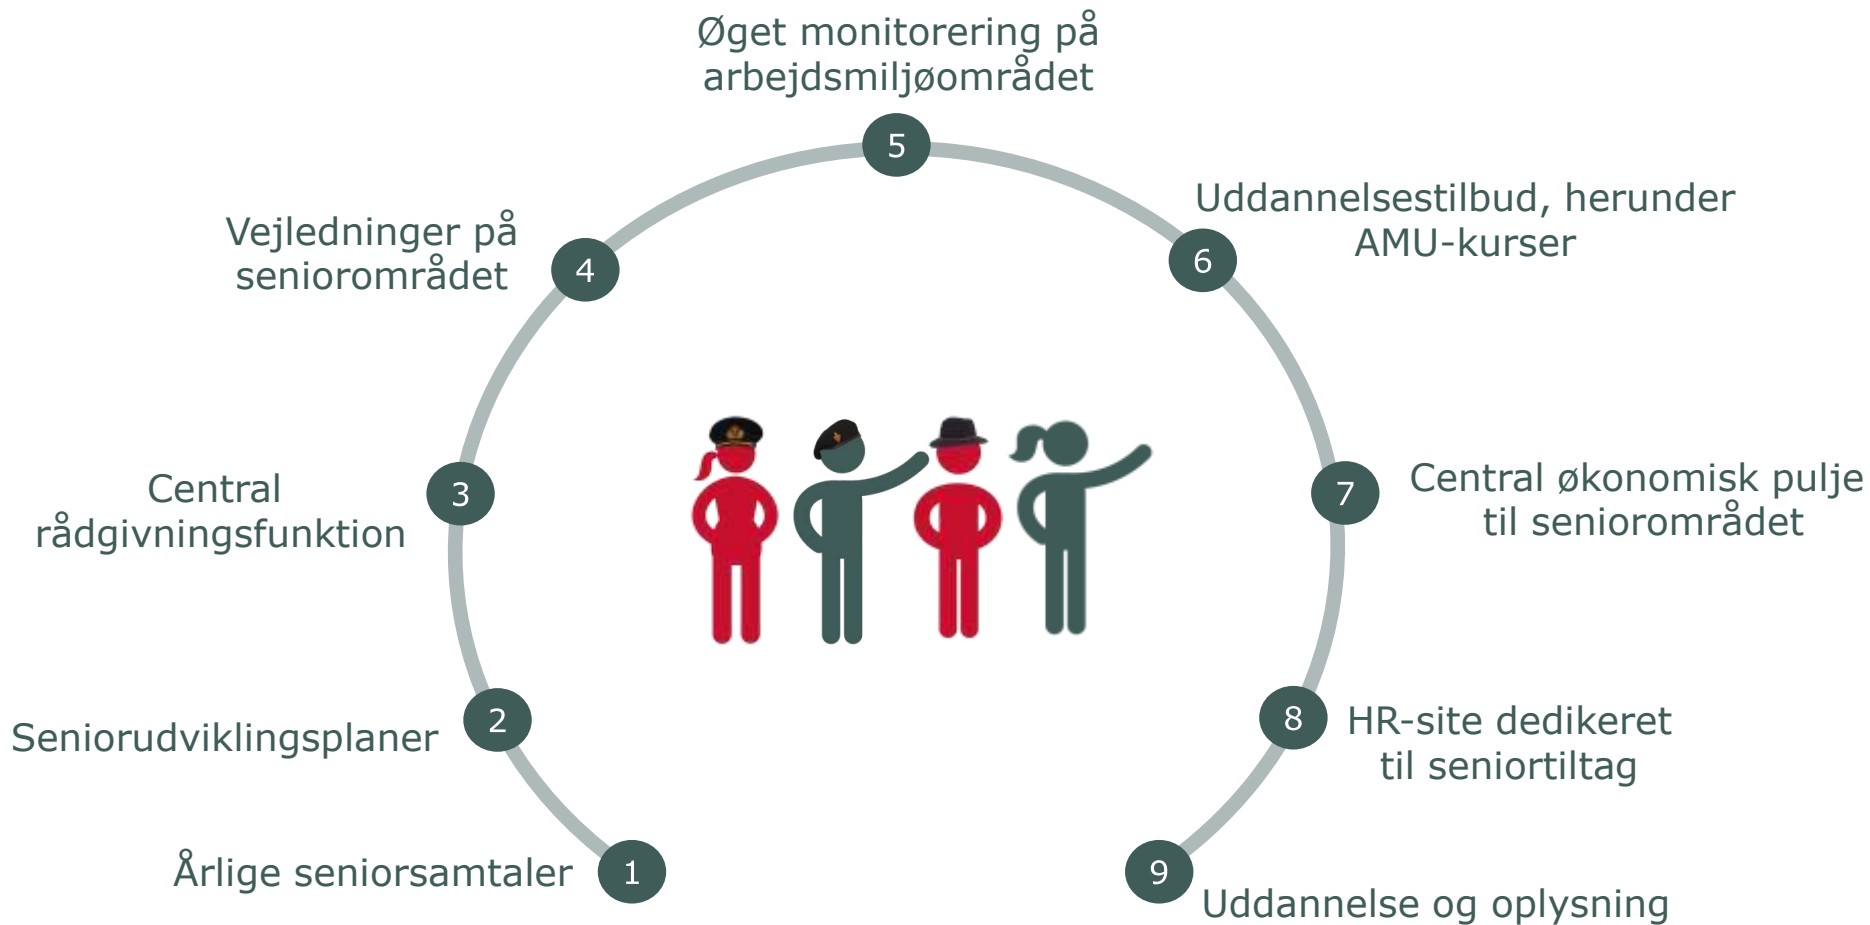 Øget monitorering på
arbejdsmiljøområdet
5
Uddannelsestilbud, herunder
AMU-kurser
6
Vejledninger på
seniorområdet
4
Central
rådgivningsfunktion
3
7
Central økonomisk pulje
til seniorområdet
Seniorudviklingsplaner
2
8
HR-site dedikeret
til seniortiltag
Årlige seniorsamtaler
1
9
Uddannelse og oplysning